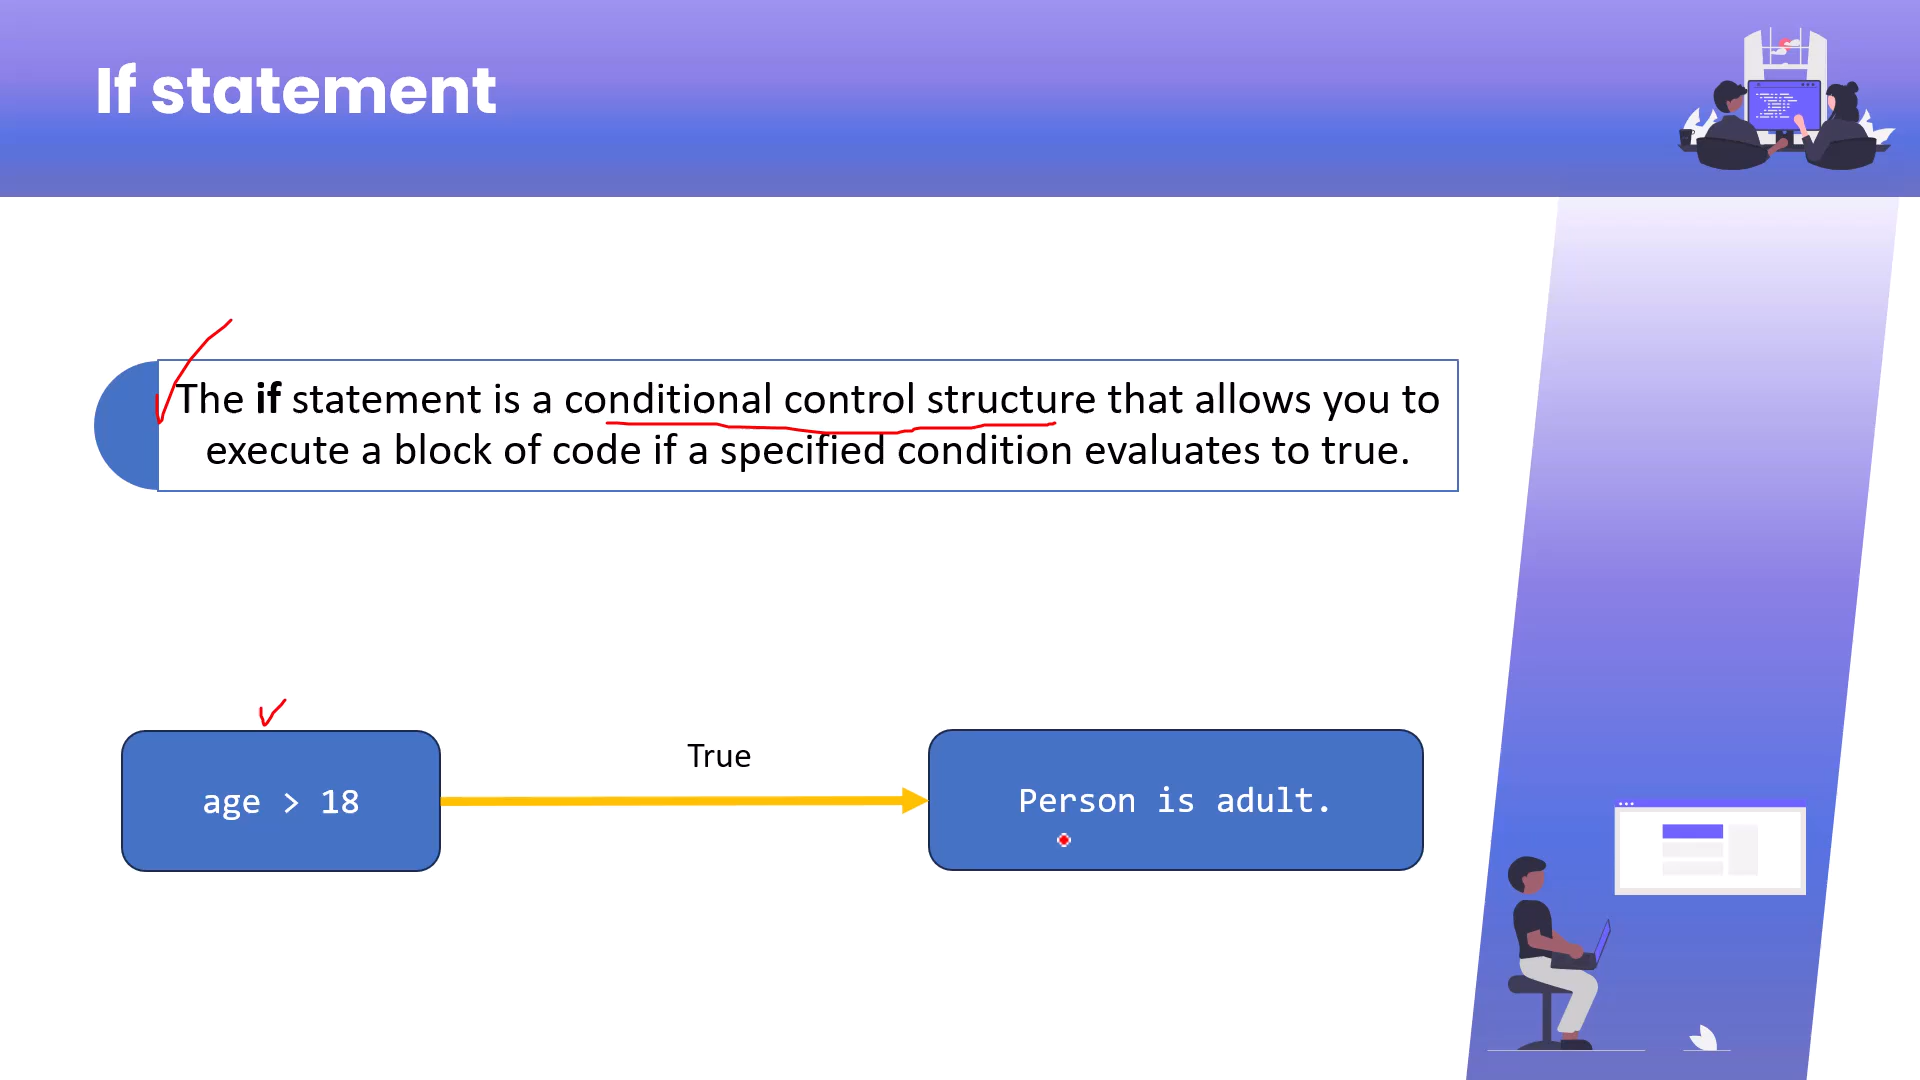 If statement
The if statement is a conditional control structure that allows you to
execute a block of code if a specified condition evaluates to true.
True
age > 18
Person is adult.